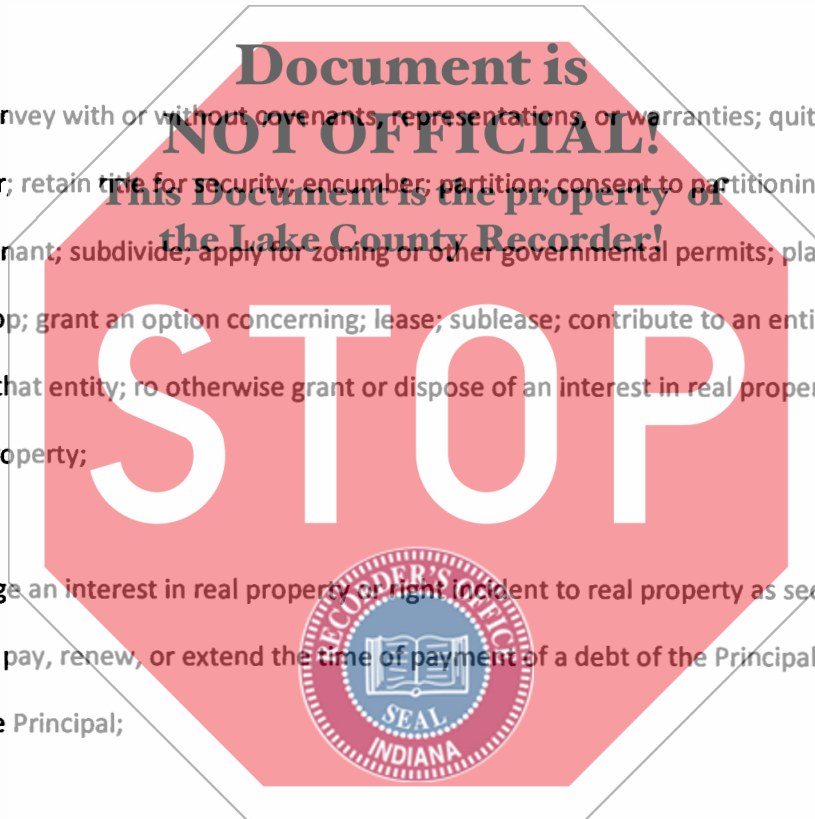 Document is
nvey with or without covenants, representations, or warranties; quit
NOT OFFICIAL!
r; retain title for security; encumber; partition; consent to partitionin
This Document is the property of
the Lake County Recorder!
nant; subdivide; apply for zoning or other governmental permits; pla
op; grant an option concerning; lease; sublease; contribute to an enti
that entity; ro otherwise grant or dispose of an interest in real proper
STOP
operty;
ge an interest in real property or right incident to real property as see
RECORDER'S OFFICE
pay, renew, or extend the time of payment of a debt of the Principal
SEAL
e Principal;
INDIANA